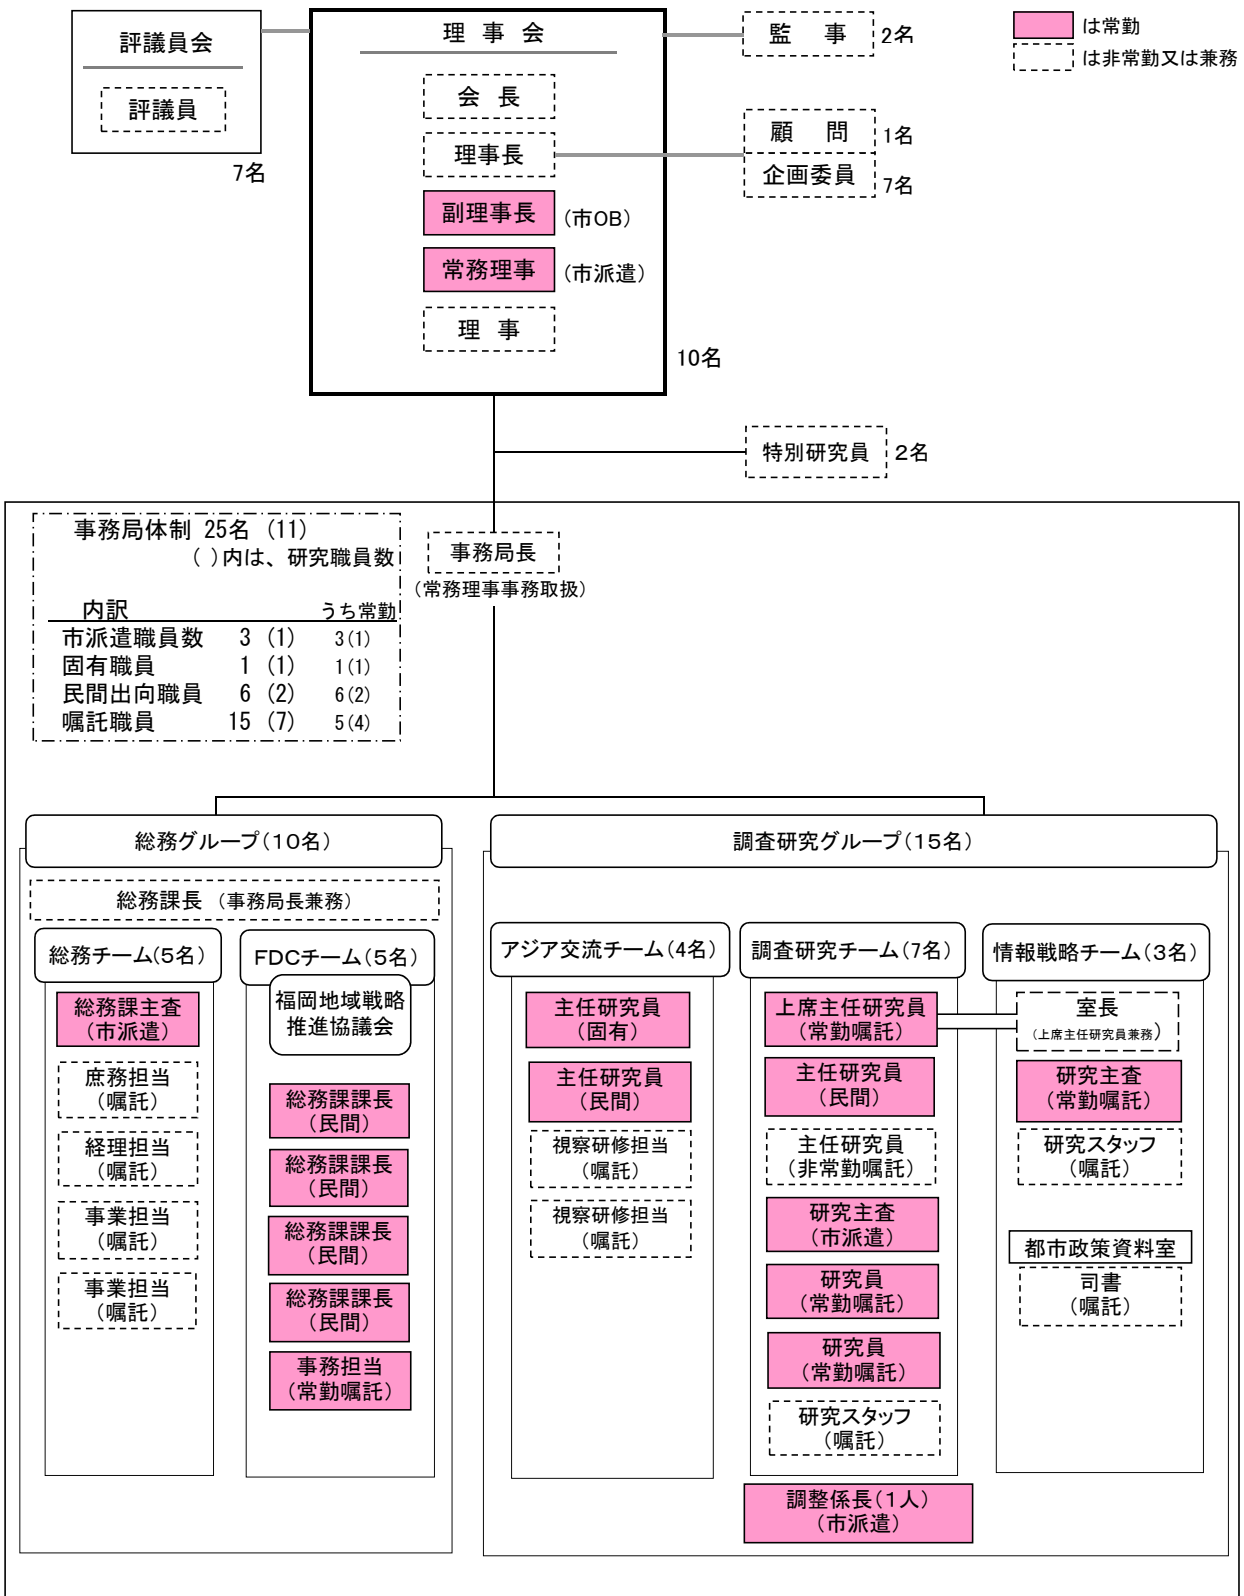 評議員会
評議員
7名
理 事 会
会 長
理事長
副理事長
(市OB)
常務理事
(市派遣)
理 事
10名
監 事
2名
顧 問
1名
企画委員
7名
は常勤
は非常勤又は兼務
特別研究員
2名
事務局体制 25名 (11)
( )内は、研究職員数
内訳 うち常勤
市派遣職員数 3 (1) 3(1)
固有職員 1 (1) 1(1)
民間出向職員 6 (2) 6(2)
嘱託職員 15 (7) 5(4)
事務局長
(常務理事事務取扱)
総務グループ(10名)
総務課長 (事務局長兼務)
総務チーム(5名)
総務課主査
(市派遣)
庶務担当
(嘱託)
経理担当
(嘱託)
事業担当
(嘱託)
事業担当
(嘱託)
FDCチーム(5名)
福岡地域戦略
推進協議会
総務課課長
(民間)
総務課課長
(民間)
総務課課長
(民間)
総務課課長
(民間)
事務担当
(常勤嘱託)
調査研究グループ(15名)
アジア交流チーム(4名)
主任研究員
(固有)
主任研究員
(民間)
視察研修担当
(嘱託)
視察研修担当
(嘱託)
調査研究チーム(7名)
上席主任研究員
(常勤嘱託)
主任研究員
(民間)
主任研究員
(非常勤嘱託)
研究主査
(市派遣)
研究員
(常勤嘱託)
研究員
(常勤嘱託)
研究スタッフ
(嘱託)
調整係長(1人)
(市派遣)
情報戦略チーム(3名)
室長
(上席主任研究員兼務)
研究主査
(常勤嘱託)
研究スタッフ
(嘱託)
都市政策資料室
司書
(嘱託)